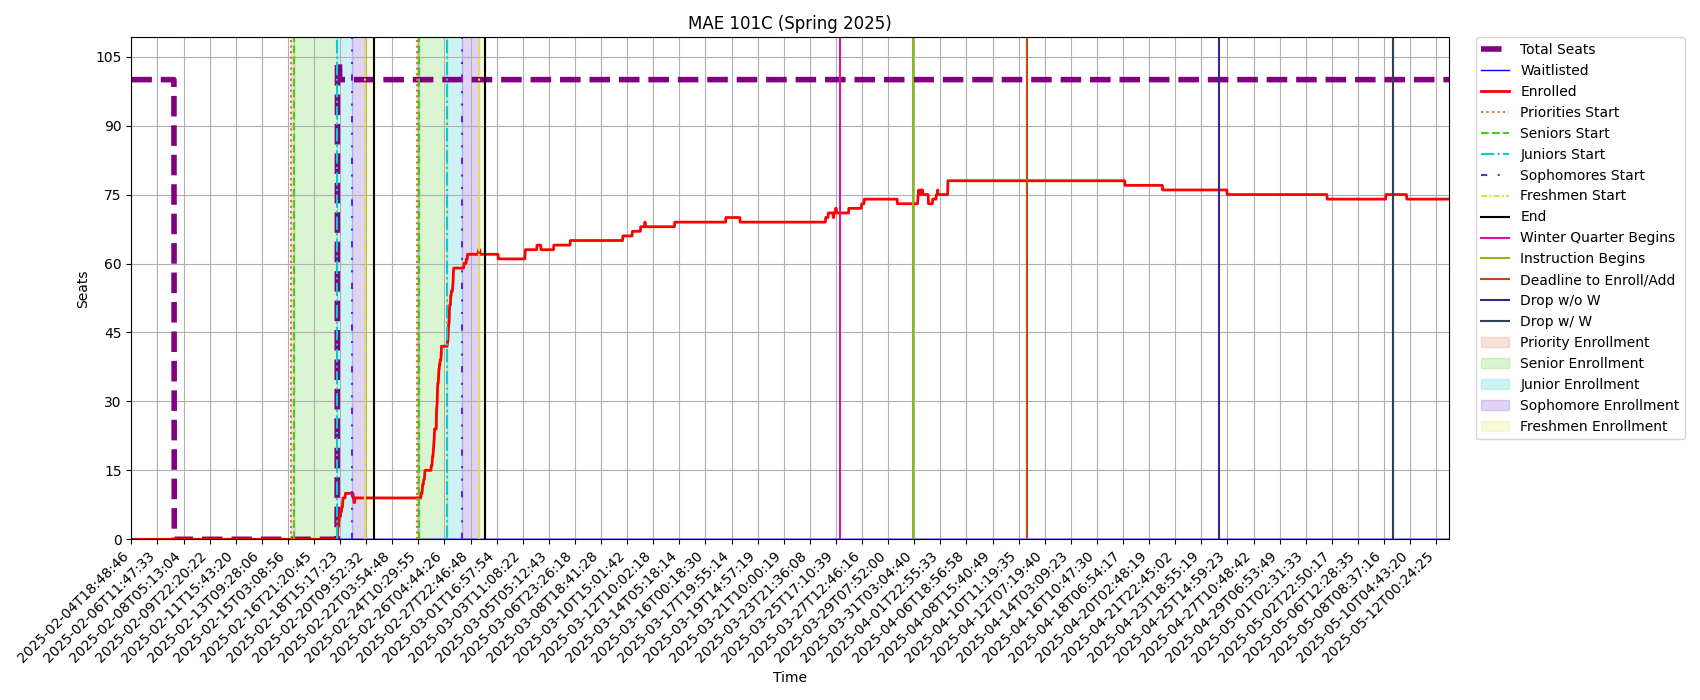 MAE 101C (Spring 2025)
105
90
75
60
45
30
15
0
Seats
2025-02-04T18:48:46
2025-02-06T11:47:33
2025-02-08T05:13:04
2025-02-09T22:20:22
2025-02-11T15:43:20
2025-02-13T09:28:06
2025-02-15T03:08:56
2025-02-16T21:20:45
2025-02-18T15:17:23
2025-02-20T09:52:32
2025-02-22T03:54:48
2025-02-24T10:29:55
2025-02-26T04:44:26
2025-02-27T22:46:48
2025-03-01T16:57:54
2025-03-03T11:08:22
2025-03-05T05:12:43
2025-03-06T23:26:18
2025-03-08T18:41:28
2025-03-10T15:01:42
2025-03-12T10:02:18
2025-03-14T05:18:14
2025-03-16T00:18:30
2025-03-17T19:55:14
2025-03-19T14:57:19
2025-03-21T10:00:19
2025-03-23T21:36:08
2025-03-25T17:10:39
2025-03-27T12:46:16
2025-03-29T07:52:00
2025-03-31T03:04:40
2025-04-01T22:55:33
2025-04-06T18:56:58
2025-04-08T15:40:49
2025-04-10T11:19:35
2025-04-12T07:19:40
2025-04-14T03:09:23
2025-04-16T10:47:30
2025-04-18T06:54:17
2025-04-20T02:48:19
2025-04-21T22:45:02
2025-04-23T18:55:19
2025-04-25T14:59:23
2025-04-27T10:48:42
2025-04-29T06:53:49
2025-05-01T02:31:33
2025-05-02T22:50:17
2025-05-06T12:28:35
2025-05-08T08:37:16
2025-05-10T04:43:20
2025-05-12T00:24:25
Time
Total Seats
Waitlisted
Enrolled
Priorities Start
Seniors Start
Juniors Start
Sophomores Start
Freshmen Start
End
Winter Quarter Begins
Instruction Begins
Deadline to Enroll/Add
Drop w/o W
Drop w/ W
Priority Enrollment
Senior Enrollment
Junior Enrollment
Sophomore Enrollment
Freshmen Enrollment